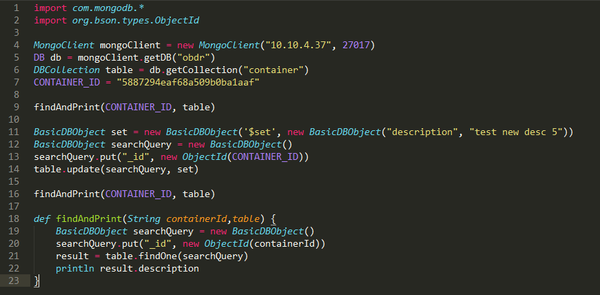 1 import com.mongodb.*
2 import org.bson.types.ObjectId
3
4 MongoClient mongoClient = new MongoClient("10.10.4.37", 27017)
5 DB db = mongoClient.getDB("obdr")
6 DBCollection table = db.getCollection("container")
7 CONTAINER_ID = "5887294eaf68a509b0ba1aaf"
8
9 findAndPrint(CONTAINER_ID, table)
10
11 BasicDBObject set = new BasicDBObject('$set', new BasicDBObject("description", "test new desc 5"))
12 BasicDBObject searchQuery = new BasicDBObject()
13 searchQuery.put("_id", new ObjectId(CONTAINER_ID))
14 table.update(searchQuery, set)
15
16 findAndPrint(CONTAINER_ID, table)
17
18 def findAndPrint(String containerId,table) {
19     BasicDBObject searchQuery = new BasicDBObject()
20     searchQuery.put("_id", new ObjectId(containerId))
21     result = table.findOne(searchQuery)
22     println result.description
23 }